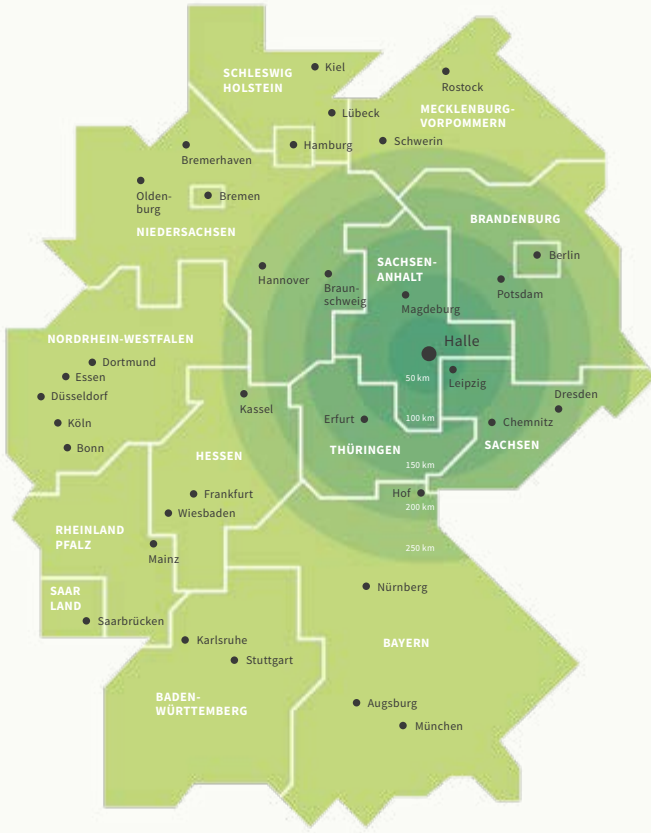 Kiel
SCHLESWIG
HOLSTEIN
Rostock
Lübeck
MECKLENBURG-
VORPOMMERN
Schwerin
Hamburg
Bremerhaven
Olden-
burg
Bremen
NIEDERSACHSEN
BRANDENBURG
Berlin
SACHSEN-
ANHALT
Hannover
Braun-
schweig
Potsdam
Magdeburg
NORDRHEIN-WESTFALEN
Halle
Dortmund
Essen
Düsseldorf
50 km
Leipzig
Dresden
Kassel
Köln
Erfurt
100 km
Chemnitz
Bonn
HESSEN
THÜRINGEN
SACHSEN
150 km
Frankfurt
Hof
Wiesbaden
200 km
RHEINLAND
PFALZ
Mainz
250 km
SAAR
LAND
Nürnberg
Saarbrücken
Karlsruhe
BAYERN
Stuttgart
BADEN-
WÜRTTEMBERG
Augsburg
München